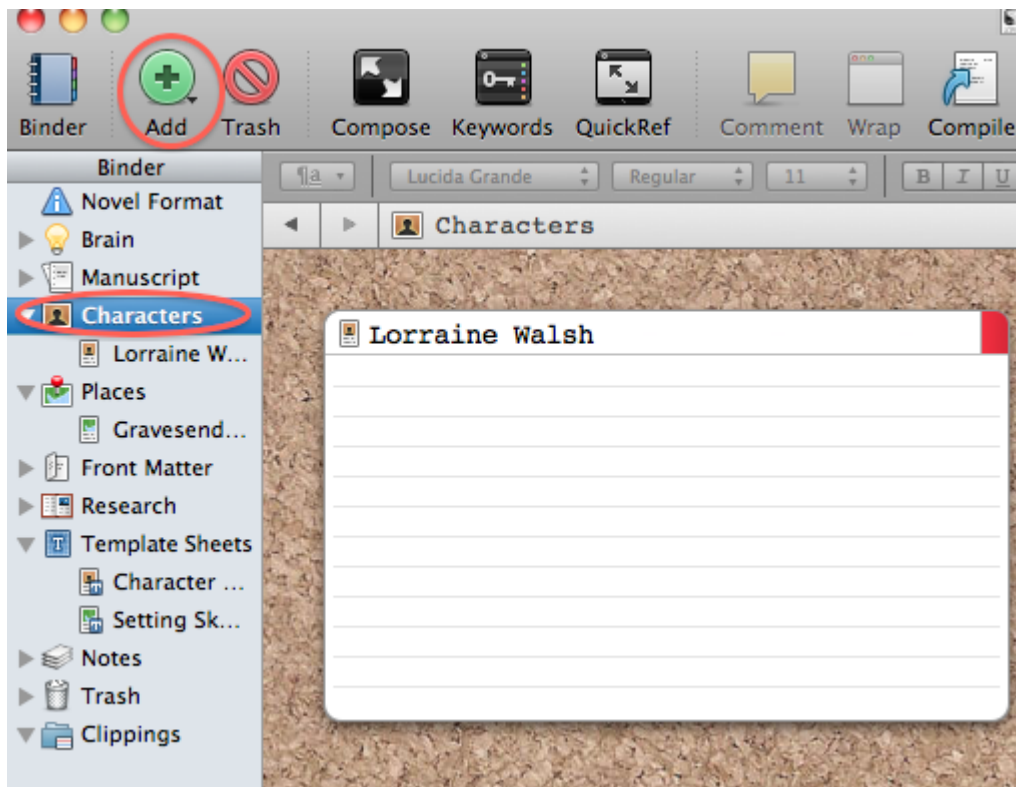 Binder Add Trash Compose Keywords QuickRef Comment Wrap Compile
Binder
¶a Lucida Grande Regular 11 B I U
Novel Format
Brain
Manuscript
Characters
Lorraine W...
Places
Gravesend...
Front Matter
Research
Template Sheets
Character ...
Setting Sk...
Notes
Trash
Clippings
Characters
Lorraine Walsh